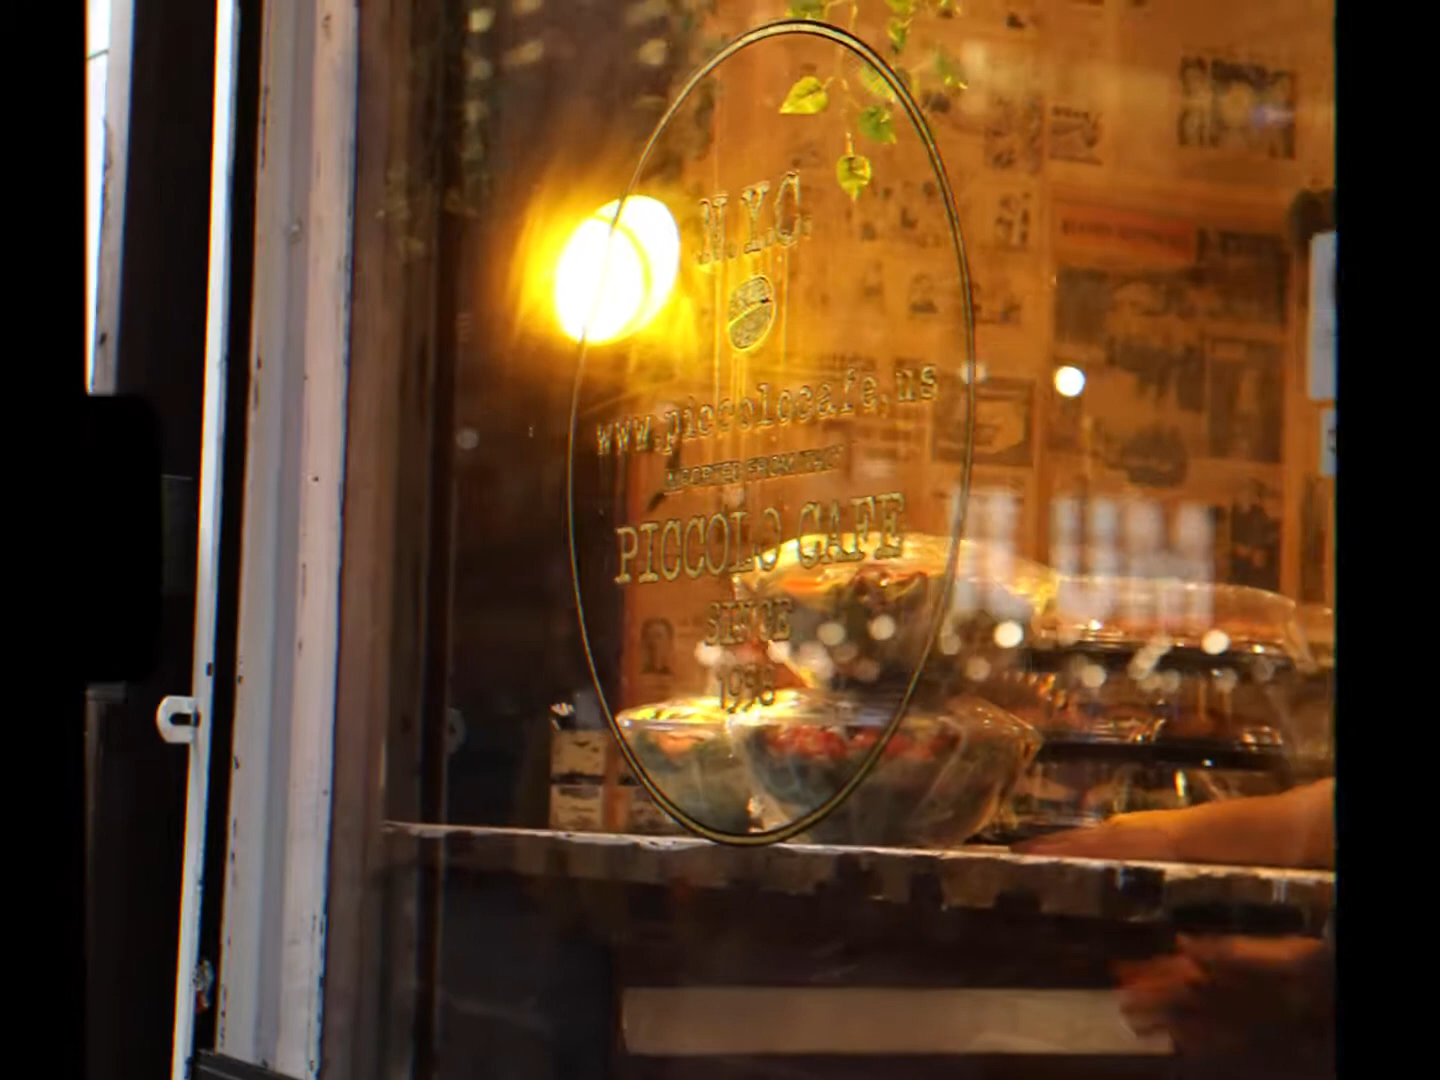 N.Y.C.
www.piccolocafe.us
IMPORTED FROM ITALY
PICCOLO CAFE
SINCE
1998